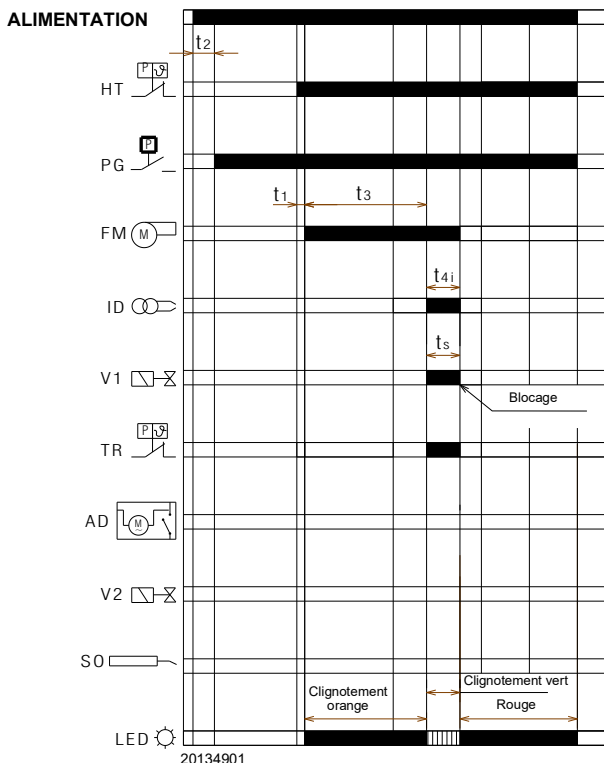 ALIMENTATION
t2
P ϑ
HT
P
PG
t1 t3
FM M
t4i
ID
ts
V1
Blocage
P ϑ
TR
AD M ~
V2
SO
Clignotement orange
Clignotement vert
Rouge
LED
20134901